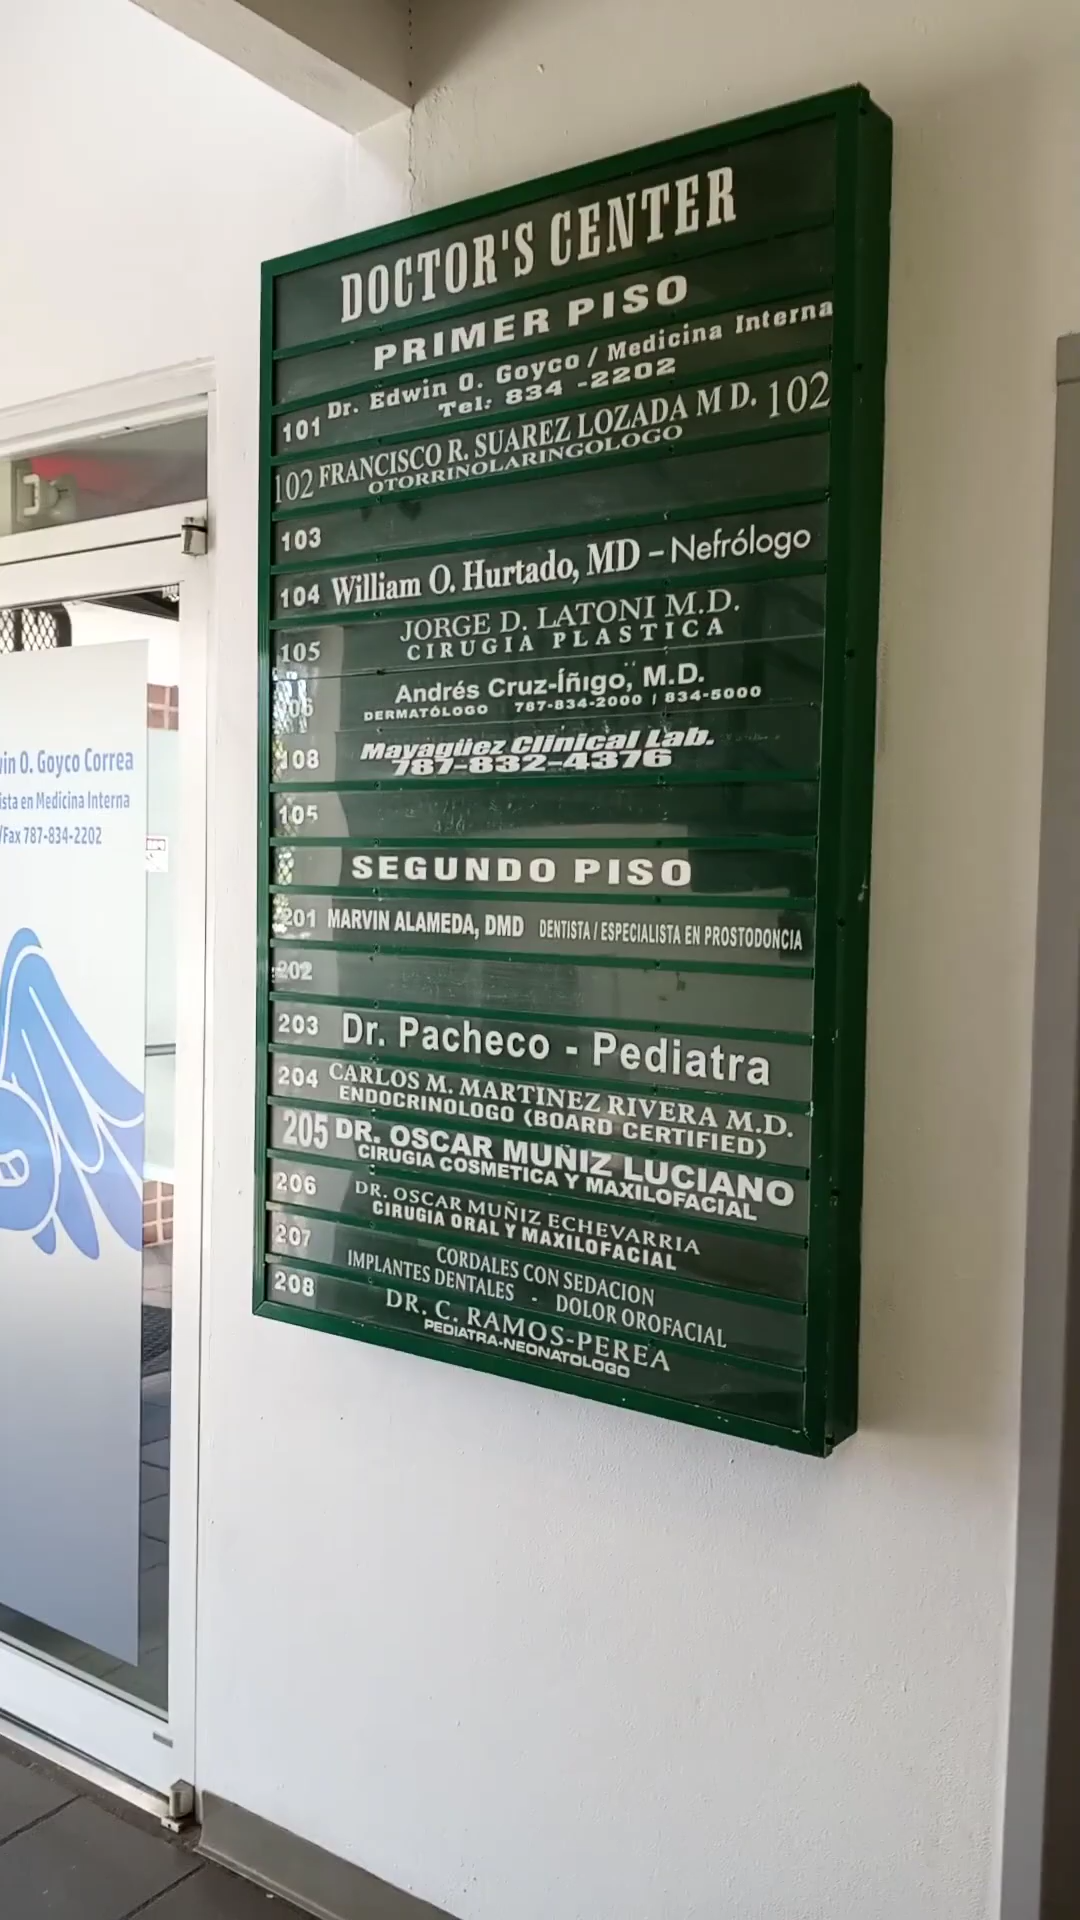 DOCTOR'S CENTER
PRIMER PISO
101 Dr. Edwin O. Goyco / Medicina Interna
Tel: 834 -2202
102 FRANCISCO R. SUAREZ LOZADA M D. 102
OTORRINOLARINGOLOGO
103
104 William O. Hurtado, MD – Nefrólogo
105 JORGE D. LATONI M.D.
CIRUGIA PLASTICA
06 Andrés Cruz-Íñigo, M.D.
DERMATÓLOGO 787-834-2000 / 834-5000
108 Mayagüez Clinical Lab.
787-832-4376
105
SEGUNDO PISO
201 MARVIN ALAMEDA, DMD DENTISTA / ESPECIALISTA EN PROSTODONCIA
202
203 Dr. Pacheco - Pediatra
204 CARLOS M. MARTINEZ RIVERA M.D.
ENDOCRINOLOGO (BOARD CERTIFIED)
205 DR. OSCAR MUÑIZ LUCIANO
CIRUGIA COSMETICA Y MAXILOFACIAL
206 DR. OSCAR MUÑIZ ECHEVARRIA
CIRUGIA ORAL Y MAXILOFACIAL
207 CORDALES CON SEDACION
IMPLANTES DENTALES - DOLOR OROFACIAL
208 DR. C. RAMOS-PEREA
PEDIATRA-NEONATOLOGO
win O. Goyco Correa
ista en Medicina Interna
/Fax 787-834-2202